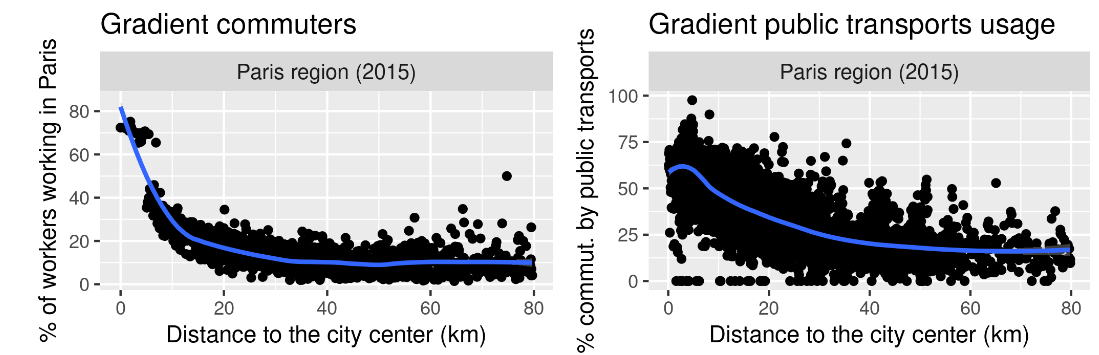 Gradient commuters
Paris region (2015)
% of workers working in Paris
80
60
40
20
0
0 20 40 60 80
Distance to the city center (km)
Gradient public transports usage
Paris region (2015)
% commut. by public transports
100
75
50
25
0
0 20 40 60 80
Distance to the city center (km)